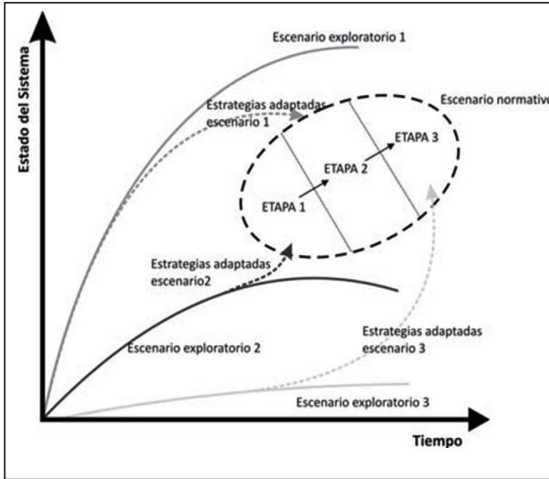 Escenario exploratorio 1
Estado del Sistema
Estrategias adaptadas
escenario 1
Escenario normativo
ETAPA 3
ETAPA 2
ETAPA 1
Estrategias adaptadas
escenario2
Escenario exploratorio 2
Estrategias adaptadas
escenario 3
Escenario exploratorio 3
Tiempo